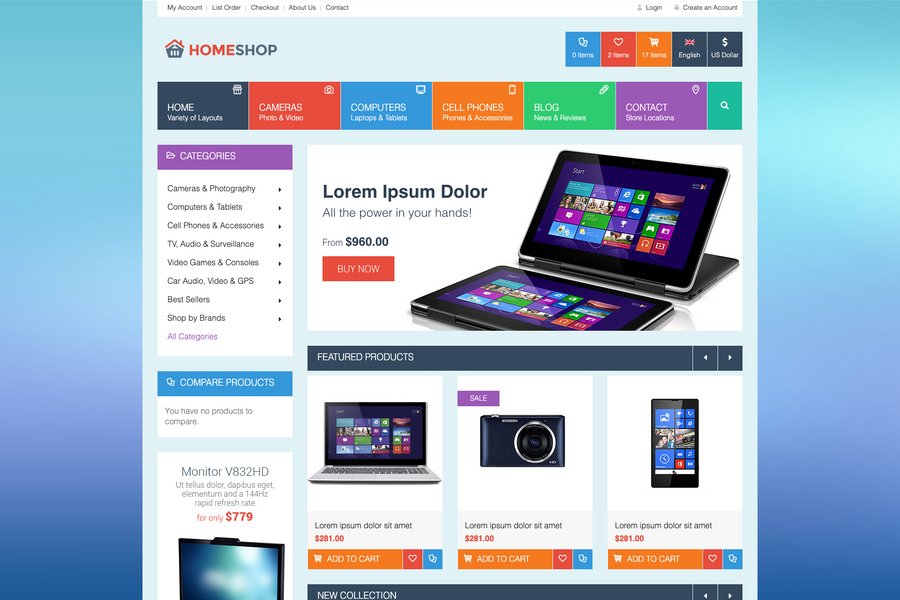 My Account
List Order
Checkout
About Us
Contact
Login
Create an Account
HOMESHOP
0 Items
2 Items
17 Items
English
$
US Dollar
HOME
Variety of Layouts
CAMERAS
Photo & Video
COMPUTERS
Laptops & Tablets
CELL PHONES
Phones & Accessories
BLOG
News & Reviews
CONTACT
Store Locations
CATEGORIES
Cameras & Photography
Computers & Tablets
Cell Phones & Accessories
TV, Audio & Surveillance
Video Games & Consoles
Car Audio, Video & GPS
Best Sellers
Shop by Brands
All Categories
COMPARE PRODUCTS
You have no products to
compare.
Monitor V832HD
Ut tellus dolor, dapibus eget,
elementum and a 144Hz
rapid refresh rate
for only $779
Lorem Ipsum Dolor
All the power in your hands!
From $960.00
BUY NOW
Start
Start
FEATURED PRODUCTS
SALE
HD
Lorem ipsum dolor sit amet
$281.00
ADD TO CART
Lorem ipsum dolor sit amet
$281.00
ADD TO CART
Lorem ipsum dolor sit amet
$281.00
ADD TO CART
NEW COLLECTION